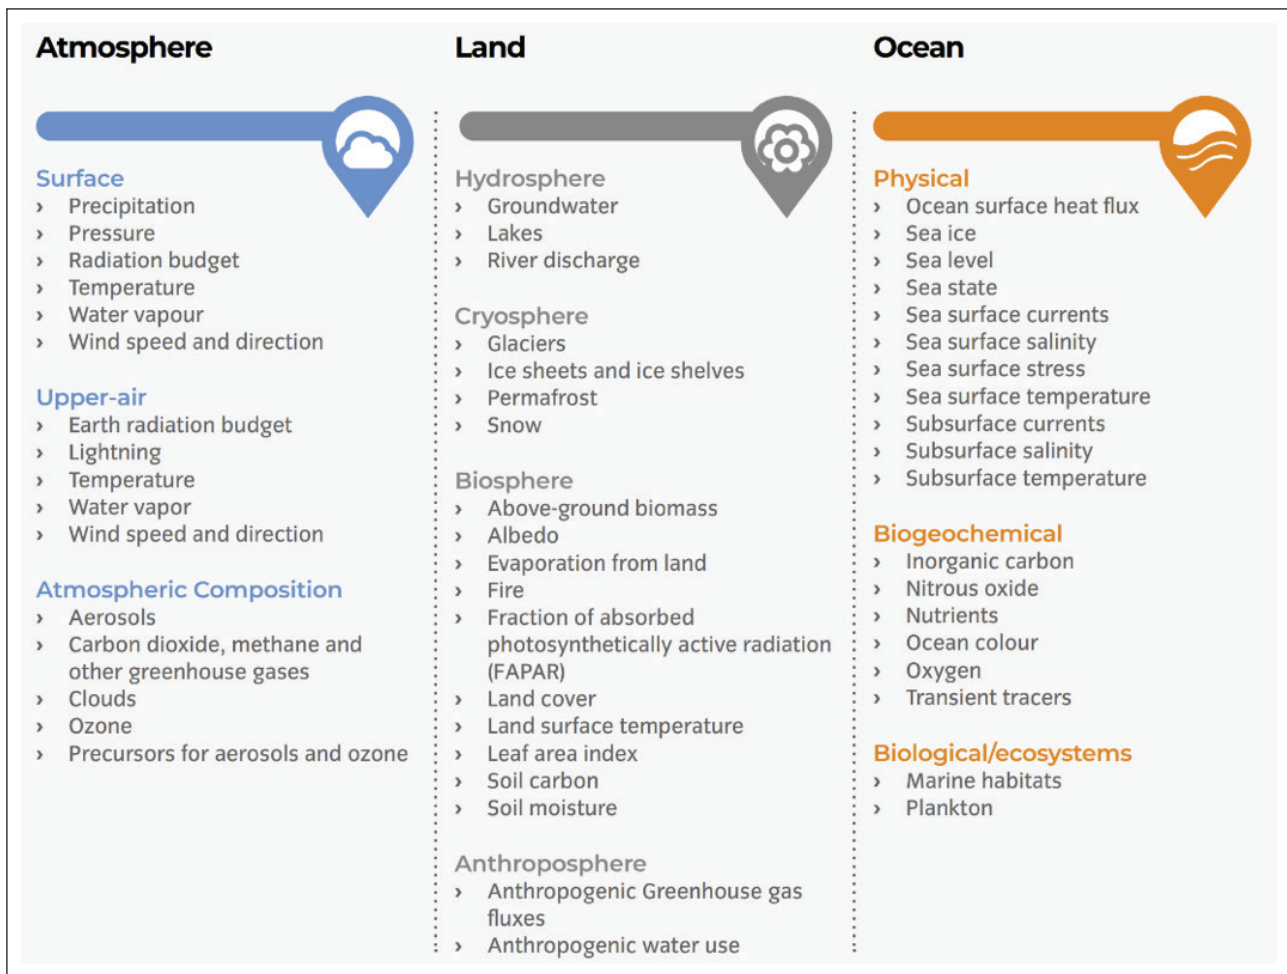 Atmosphere
Surface
› Precipitation
› Pressure
› Radiation budget
› Temperature
› Water vapour
› Wind speed and direction
Upper-air
› Earth radiation budget
› Lightning
› Temperature
› Water vapor
› Wind speed and direction
Atmospheric Composition
› Aerosols
› Carbon dioxide, methane and
other greenhouse gases
› Clouds
› Ozone
› Precursors for aerosols and ozone
Land
Hydrosphere
› Groundwater
› Lakes
› River discharge
Cryosphere
› Glaciers
› Ice sheets and ice shelves
› Permafrost
› Snow
Biosphere
› Above-ground biomass
› Albedo
› Evaporation from land
› Fire
› Fraction of absorbed
photosynthetically active radiation
(FAPAR)
› Land cover
› Land surface temperature
› Leaf area index
› Soil carbon
› Soil moisture
Anthroposphere
› Anthropogenic Greenhouse gas
fluxes
› Anthropogenic water use
Ocean
Physical
› Ocean surface heat flux
› Sea ice
› Sea level
› Sea state
› Sea surface currents
› Sea surface salinity
› Sea surface stress
› Sea surface temperature
› Subsurface currents
› Subsurface salinity
› Subsurface temperature
Biogeochemical
› Inorganic carbon
› Nitrous oxide
› Nutrients
› Ocean colour
› Oxygen
› Transient tracers
Biological/ecosystems
› Marine habitats
› Plankton